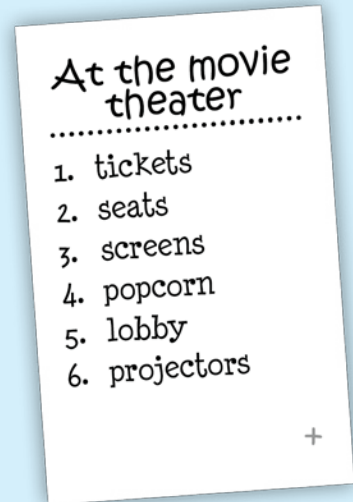 At the movie
theater
1. tickets
2. seats
3. screens
4. popcorn
5. lobby
6. projectors
+